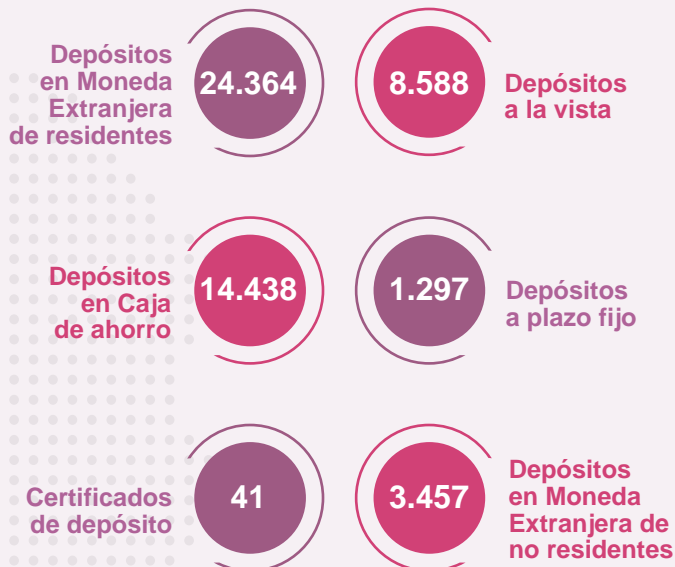 Depósitos
en Moneda
Extranjera
de residentes
24.364
8.588
Depósitos
a la vista
Depósitos
en Caja
de ahorro
14.438
1.297
Depósitos
a plazo fijo
Certificados
de depósito
41
3.457
Depósitos
en Moneda
Extranjera de
no residentes